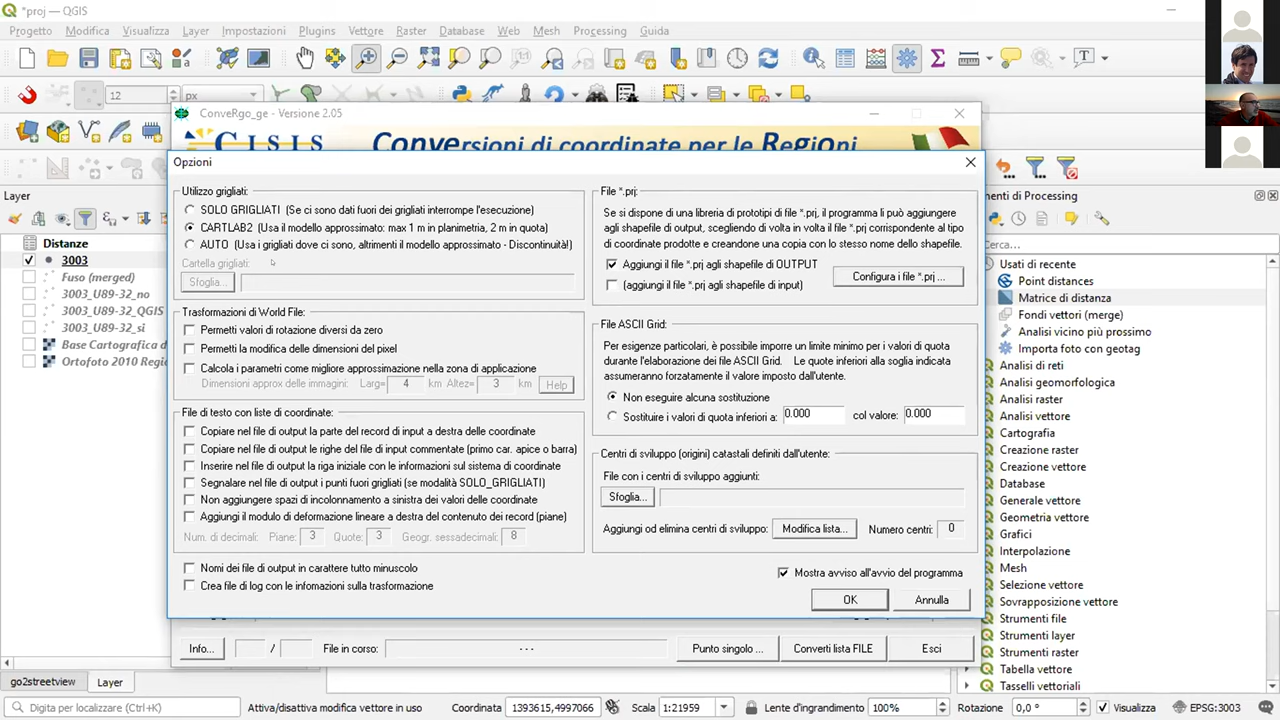 *proj — QGIS
Progetto Modifica Visualizza Layer Impostazioni Plugins Vettore Raster Database Web Mesh Processing Guida
12 px
ConveRgo_ge - Versione 2.05
CISIS Conversioni di coordinate per le Regioni
Opzioni
Utilizzo grigliati:
SOLO GRIGLIATI (Se ci sono dati fuori dei grigliati interrompe l'esecuzione)
CARTLAB2 (Usa il modello approssimato: max 1 m in planimetria, 2 m in quota)
AUTO (Usa i grigliati dove ci sono, altrimenti il modello approssimato - Discontinuità!)
Cartella grigliati:
Sfoglia...
Trasformazioni di World File:
Permetti valori di rotazione diversi da zero
Permetti la modifica delle dimensioni del pixel
Calcola i parametri come migliore approssimazione nella zona di applicazione
Dimensioni approx delle immagini: Larg= 4 km Altez= 3 km Help
File di testo con liste di coordinate:
Copiare nel file di output la parte del record di input a destra delle coordinate
Copiare nel file di output le righe del file di input commentate (primo car. apice o barra)
Inserire nel file di output la riga iniziale con le informazioni sul sistema di coordinate
Segnalare nel file di output i punti fuori grigliati (se modalità SOLO_GRIGLIATI)
Non aggiungere spazi di incolonnamento a sinistra dei valori delle coordinate
Aggiungi il modulo di deformazione lineare a destra del contenuto dei record (piane)
Num. di decimali: Piane: 3 Quote: 3 Geogr. sessadecimali: 8
Nomi dei file di output in carattere tutto minuscolo
Crea file di log con le infomazioni sulla trasformazione
File *.prj:
Se si dispone di una libreria di prototipi di file *.prj, il programma li può aggiungere
agli shapefile di output, scegliendo di volta in volta il file *.prj corrispondente al tipo
di coordinate prodotte e creandone una copia con lo stesso nome dello shapefile.
Aggiungi il file *.prj agli shapefile di OUTPUT
(aggiungi il file *.prj agli shapefile di input)
Configura i file *.prj ...
File ASCII Grid:
Per esigenze particolari, è possibile imporre un limite minimo per i valori di quota
durante l'elaborazione dei file ASCII Grid. Le quote inferiori alla soglia indicata
assumeranno forzatamente il valore imposto dall'utente.
Non eseguire alcuna sostituzione
Sostituire i valori di quota inferiori a: 0.000 col valore: 0.000
Centri di sviluppo (origini) catastali definiti dall'utente:
File con i centri di sviluppo aggiunti:
Sfoglia...
Aggiungi od elimina centri di sviluppo: Modifica lista... Numero centri: 0
Mostra avviso all'avvio del programma
OK Annulla
Info... / File in corso: ... Punto singolo ... Converti lista FILE Esci
Layer
Distanze
3003
Fuso (merged)
3003_U89-32_no
3003_U89-32_QGIS
3003_U89-32_si
Base Cartografica d
Ortofoto 2010 Regio
go2streetview Layer
menti di Processing
erca...
Usati di recente
Point distances
Matrice di distanza
Fondi vettori (merge)
Analisi vicino più prossimo
Importa foto con geotag
Analisi di reti
Analisi geomorfologica
Analisi raster
Analisi vettore
Cartografia
Creazione raster
Creazione vettore
Database
Generale vettore
Geometria vettore
Grafici
Interpolazione
Mesh
Selezione vettore
Sovrapposizione vettore
Strumenti file
Strumenti layer
Strumenti raster
Tabella vettore
Tasselli vettoriali
Digita per localizzare (Ctrl+K) Attiva/disattiva modifica vettore in uso Coordinata 1393615,4997066 Scala 1:21959 Lente d'ingrandimento 100% Rotazione 0,0 ° Visualizza EPSG:3003